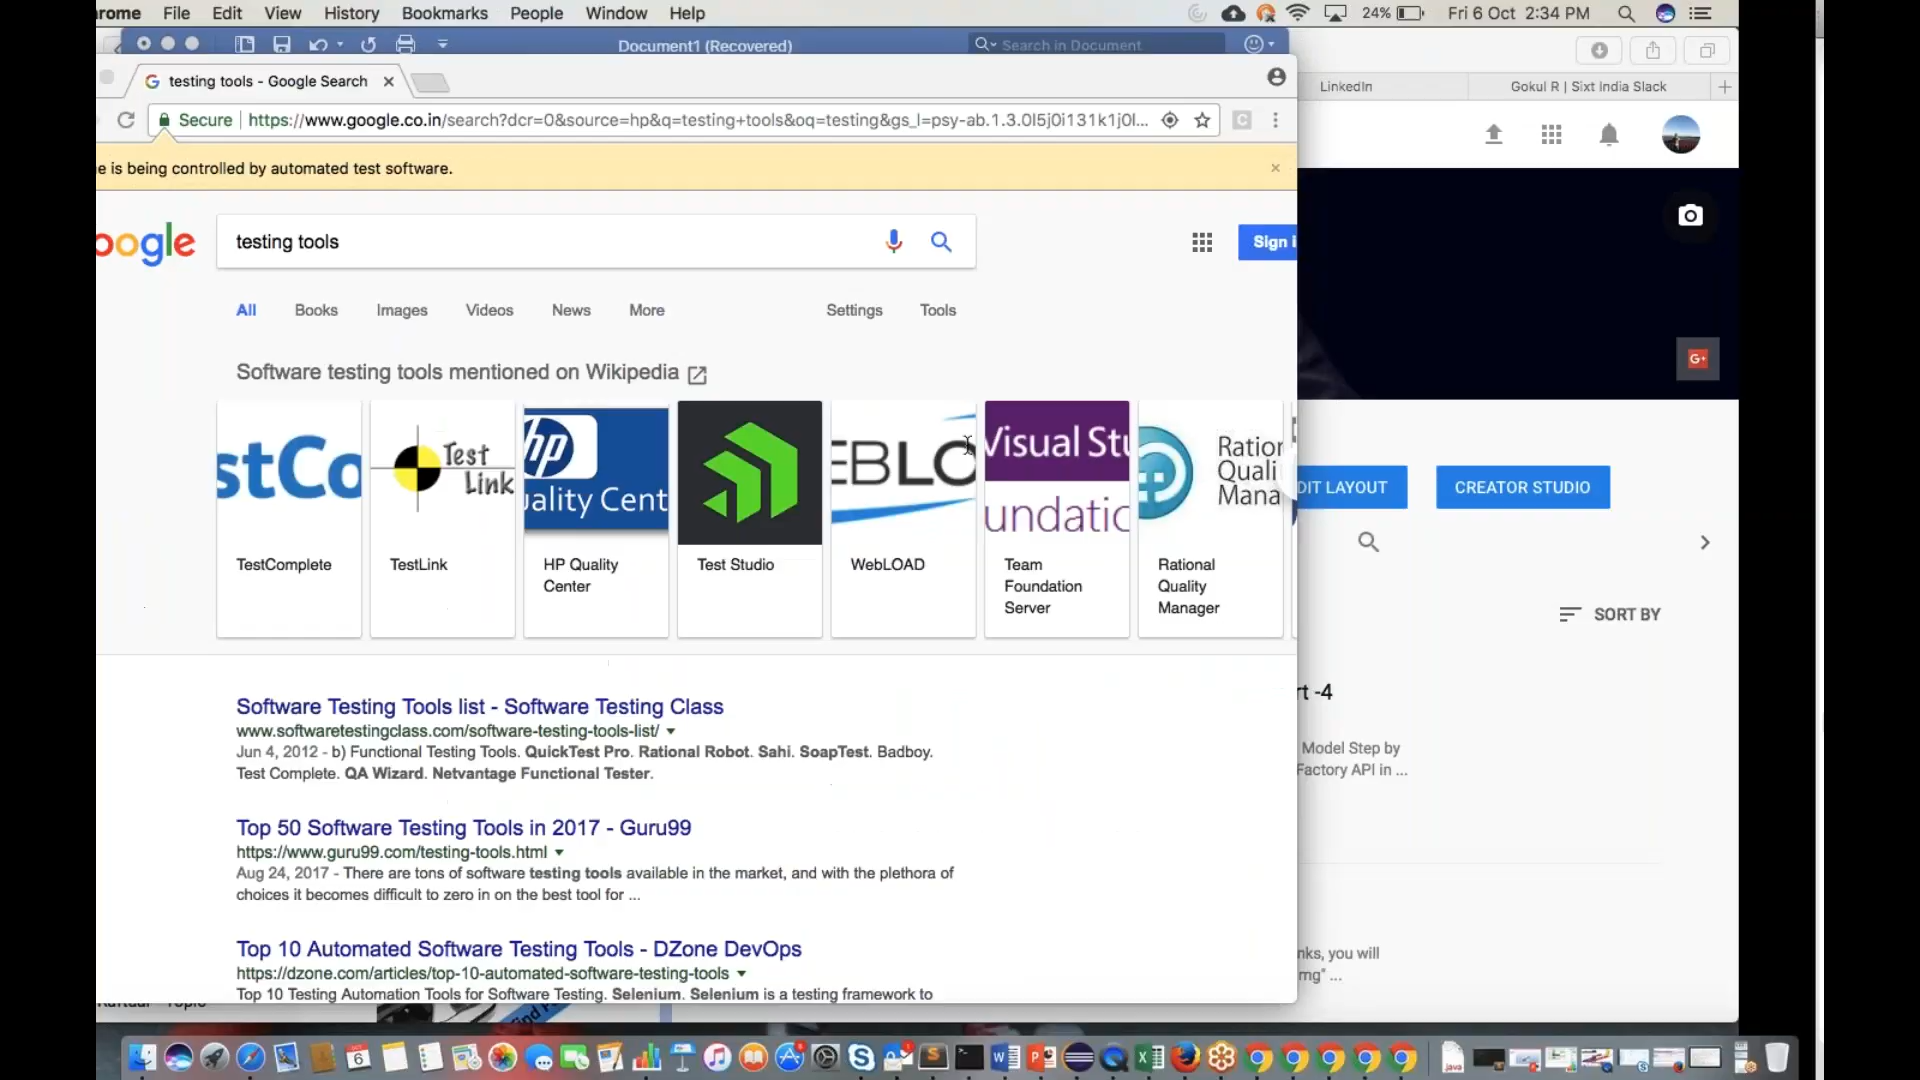 rome File Edit View History Bookmarks People Window Help
24% Fri 6 Oct 2:34 PM
Document1 (Recovered)
Search in Document
testing tools - Google Search
LinkedIn
Gokul R | Sixt India Slack
Secure https://www.google.co.in/search?dcr=0&source=hp&q=testing+tools&oq=testing&gs_l=psy-ab.1.3.0l5j0i131k1j0l...
e is being controlled by automated test software.
oogle
testing tools
Sign i
All Books Images Videos News More Settings Tools
Software testing tools mentioned on Wikipedia
stCo
Test
Link
hp
ality Cent
EBLO
Visual Stu
undatio
Ration
Quali
Mana
TestComplete
TestLink
HP Quality
Center
Test Studio
WebLOAD
Team
Foundation
Server
Rational
Quality
Manager
DIT LAYOUT
CREATOR STUDIO
SORT BY
Software Testing Tools list - Software Testing Class
www.softwaretestingclass.com/software-testing-tools-list/
Jun 4, 2012 - b) Functional Testing Tools. QuickTest Pro. Rational Robot. Sahi. SoapTest. Badboy.
Test Complete. QA Wizard. Netvantage Functional Tester.
Top 50 Software Testing Tools in 2017 - Guru99
https://www.guru99.com/testing-tools.html
Aug 24, 2017 - There are tons of software testing tools available in the market, and with the plethora of
choices it becomes difficult to zero in on the best tool for ...
Top 10 Automated Software Testing Tools - DZone DevOps
https://dzone.com/articles/top-10-automated-software-testing-tools
Top 10 Testing Automation Tools for Software Testing. Selenium. Selenium is a testing framework to
rt -4
Model Step by
Factory API in ...
nks, you will
mg" ...